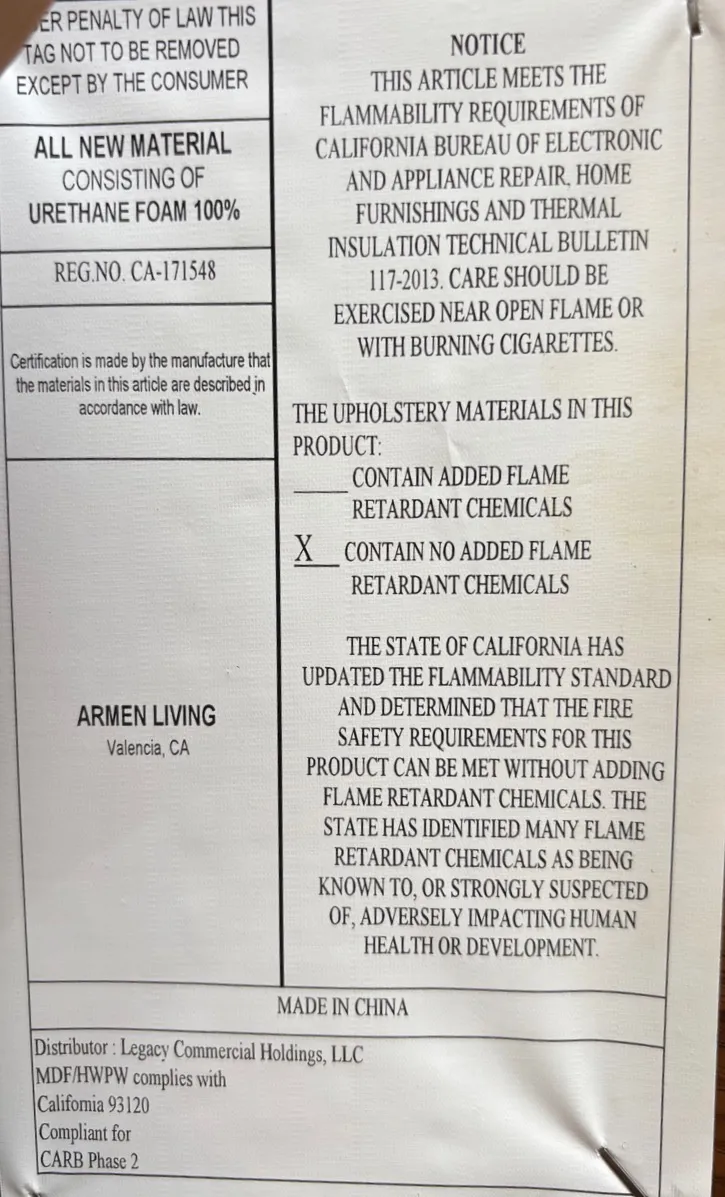 PENALTY OF LAW THIS
TAG NOT TO BE REMOVED
EXCEPT BY THE CONSUMER
ALL NEW MATERIAL
CONSISTING OF
URETHANE FOAM 100%
REG.NO. CA-171548
Certification is made by the manufacture that
the materials in this article are described in
accordance with law.
ARMEN LIVING
Valencia, CA
NOTICE
THIS ARTICLE MEETS THE
FLAMMABILITY REQUIREMENTS OF
CALIFORNIA BUREAU OF ELECTRONIC
AND APPLIANCE REPAIR, HOME
FURNISHINGS AND THERMAL
INSULATION TECHNICAL BULLETIN
117-2013. CARE SHOULD BE
EXERCISED NEAR OPEN FLAME OR
WITH BURNING CIGARETTES.
THE UPHOLSTERY MATERIALS IN THIS
PRODUCT:
____ CONTAIN ADDED FLAME
RETARDANT CHEMICALS
X CONTAIN NO ADDED FLAME
RETARDANT CHEMICALS
THE STATE OF CALIFORNIA HAS
UPDATED THE FLAMMABILITY STANDARD
AND DETERMINED THAT THE FIRE
SAFETY REQUIREMENTS FOR THIS
PRODUCT CAN BE MET WITHOUT ADDING
FLAME RETARDANT CHEMICALS. THE
STATE HAS IDENTIFIED MANY FLAME
RETARDANT CHEMICALS AS BEING
KNOWN TO, OR STRONGLY SUSPECTED
OF, ADVERSELY IMPACTING HUMAN
HEALTH OR DEVELOPMENT.
MADE IN CHINA
Distributor : Legacy Commercial Holdings, LLC
MDF/HWPW complies with
California 93120
Compliant for
CARB Phase 2